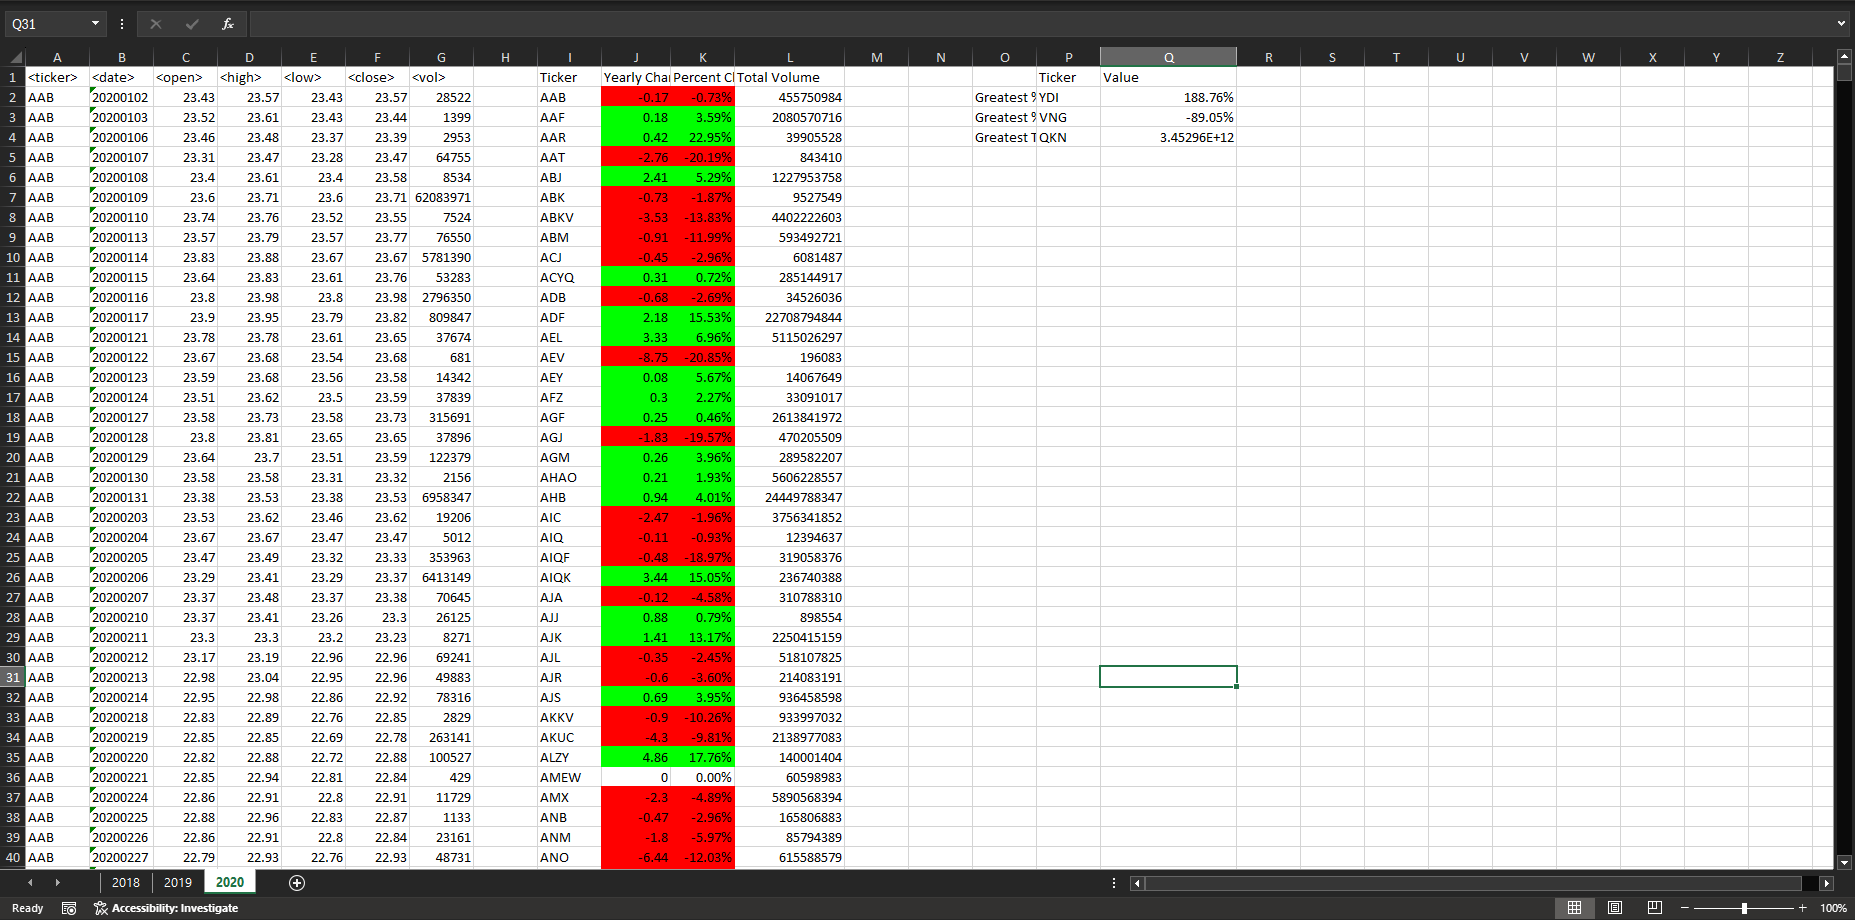 Q31 fx
A B C D E F G H I J K L M N O P Q R S T U V W X Y Z
1 <ticker> <date> <open> <high> <low> <close> <vol> Ticker Yearly Cha Percent C Total Volume Ticker Value
2 AAB 20200102 23.43 23.57 23.43 23.57 28522 AAB -0.17 -0.73% 455750984 Greatest % YDI 188.76%
3 AAB 20200103 23.52 23.61 23.43 23.44 1399 AAF 0.18 3.59% 2080570716 Greatest % VNG -89.05%
4 AAB 20200106 23.46 23.48 23.37 23.39 2953 AAR 0.42 22.95% 39905528 Greatest T QKN 3.45296E+12
5 AAB 20200107 23.31 23.47 23.28 23.47 64755 AAT -2.76 -20.19% 843410
6 AAB 20200108 23.4 23.61 23.4 23.58 8534 ABJ 2.41 5.29% 1227953758
7 AAB 20200109 23.6 23.71 23.6 23.71 62083971 ABK -0.73 -1.87% 9527549
8 AAB 20200110 23.74 23.76 23.52 23.55 7524 ABKV -3.53 -13.83% 4402222603
9 AAB 20200113 23.57 23.79 23.57 23.77 76550 ABM -0.91 -11.99% 593492721
10 AAB 20200114 23.83 23.88 23.67 23.67 5781390 ACJ -0.45 -2.96% 6081487
11 AAB 20200115 23.64 23.83 23.61 23.76 53283 ACYQ 0.31 0.72% 285144917
12 AAB 20200116 23.8 23.98 23.8 23.98 2796350 ADB -0.68 -2.69% 34526036
13 AAB 20200117 23.9 23.95 23.79 23.82 809847 ADF 2.18 15.53% 22708794844
14 AAB 20200121 23.78 23.78 23.61 23.65 37674 AEL 3.33 6.96% 5115026297
15 AAB 20200122 23.67 23.68 23.54 23.68 681 AEV -8.75 -20.85% 196083
16 AAB 20200123 23.59 23.68 23.56 23.58 14342 AEY 0.08 5.67% 14067649
17 AAB 20200124 23.51 23.62 23.5 23.59 37839 AFZ 0.3 2.27% 33091017
18 AAB 20200127 23.58 23.73 23.58 23.73 315691 AGF 0.25 0.46% 2613841972
19 AAB 20200128 23.8 23.81 23.65 23.65 37896 AGJ -1.83 -19.57% 470205509
20 AAB 20200129 23.64 23.7 23.51 23.59 122379 AGM 0.26 3.96% 289582207
21 AAB 20200130 23.58 23.58 23.31 23.32 2156 AHAO 0.21 1.93% 5606228557
22 AAB 20200131 23.38 23.53 23.38 23.53 6958347 AHB 0.94 4.01% 24449788347
23 AAB 20200203 23.53 23.62 23.46 23.62 19206 AIC -2.47 -1.96% 3756341852
24 AAB 20200204 23.67 23.67 23.47 23.47 5012 AIQ -0.11 -0.93% 12394637
25 AAB 20200205 23.47 23.49 23.32 23.33 353963 AIQF -0.48 -18.97% 319058376
26 AAB 20200206 23.29 23.41 23.29 23.37 6413149 AIQK 3.44 15.05% 236740388
27 AAB 20200207 23.37 23.48 23.37 23.38 70645 AJA -0.12 -4.58% 310788310
28 AAB 20200210 23.37 23.41 23.26 23.3 26125 AJJ 0.88 0.79% 898554
29 AAB 20200211 23.3 23.3 23.2 23.23 8271 AJK 1.41 13.17% 2250415159
30 AAB 20200212 23.17 23.19 22.96 22.96 69241 AJL -0.35 -2.45% 518107825
31 AAB 20200213 22.98 23.04 22.95 22.96 49883 AJR -0.6 -3.60% 214083191
32 AAB 20200214 22.95 22.98 22.86 22.92 78316 AJS 0.69 3.95% 936458598
33 AAB 20200218 22.83 22.89 22.76 22.85 2829 AKKV -0.9 -10.26% 933997032
34 AAB 20200219 22.85 22.85 22.69 22.78 263141 AKUC -4.3 -9.81% 2138977083
35 AAB 20200220 22.82 22.88 22.72 22.88 100527 ALZY 4.86 17.76% 140001404
36 AAB 20200221 22.85 22.94 22.81 22.84 429 AMEW 0 0.00% 60598983
37 AAB 20200224 22.86 22.91 22.8 22.91 11729 AMX -2.3 -4.89% 5890568394
38 AAB 20200225 22.88 22.96 22.83 22.87 1133 ANB -0.47 -2.96% 165806883
39 AAB 20200226 22.86 22.91 22.8 22.84 23161 ANM -1.8 -5.97% 85794389
40 AAB 20200227 22.79 22.93 22.76 22.93 48731 ANO -6.44 -12.03% 615588579
2018 2019 2020
Ready Accessibility: Investigate 100%